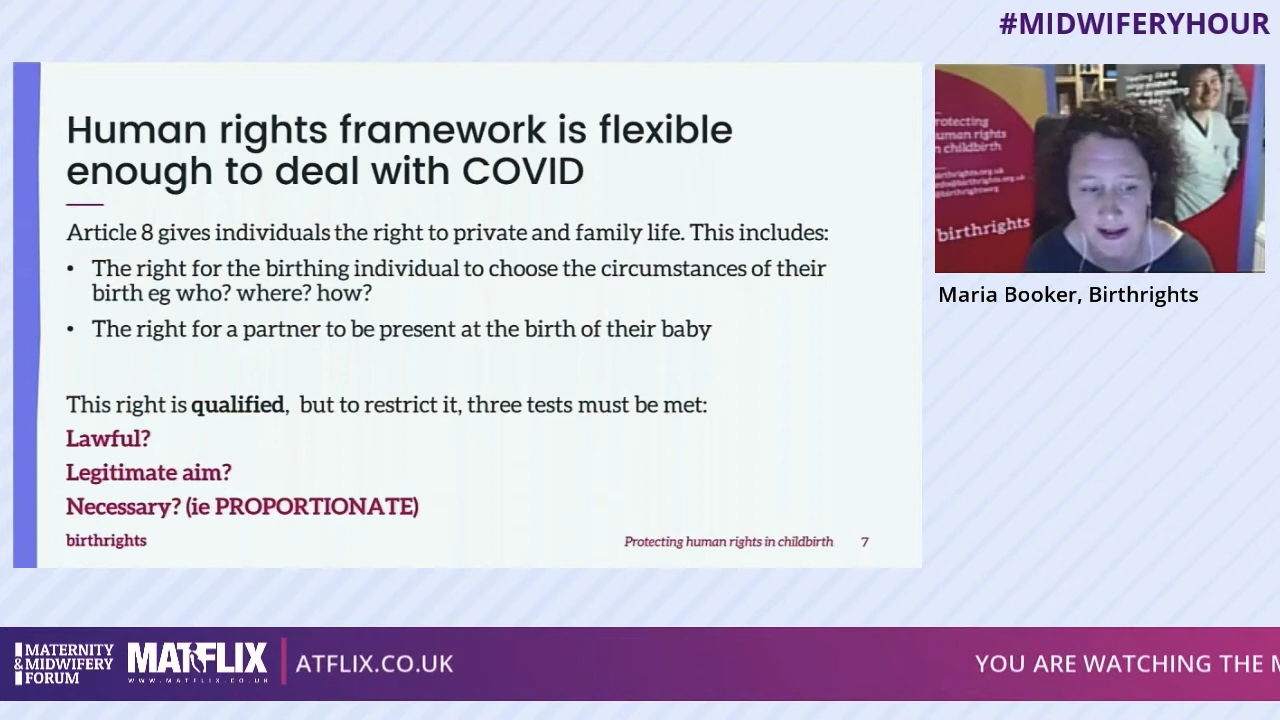 #MIDWIFERYHOUR
Human rights framework is flexible
enough to deal with COVID
Article 8 gives individuals the right to private and family life. This includes:
• The right for the birthing individual to choose the circumstances of their
birth eg who? where? how?
• The right for a partner to be present at the birth of their baby
This right is qualified, but to restrict it, three tests must be met:
Lawful?
Legitimate aim?
Necessary? (ie PROPORTIONATE)
birthrights
Protecting human rights in childbirth 7
rotecting
uman rights
n childbirth
birthrights
Maria Booker, Birthrights
MATERNITY
& MIDWIFERY
FORUM
MATFLIX
WWW.MATFLIX.CO.UK
ATFLIX.CO.UK
YOU ARE WATCHING THE M